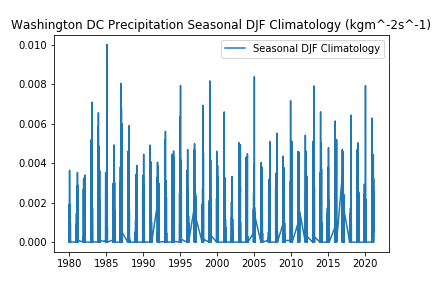 Washington DC Precipitation Seasonal DJF Climatology (kgm^-2s^-1)
Seasonal DJF Climatology
0.010
0.008
0.006
0.004
0.002
0.000
1980 1985 1990 1995 2000 2005 2010 2015 2020